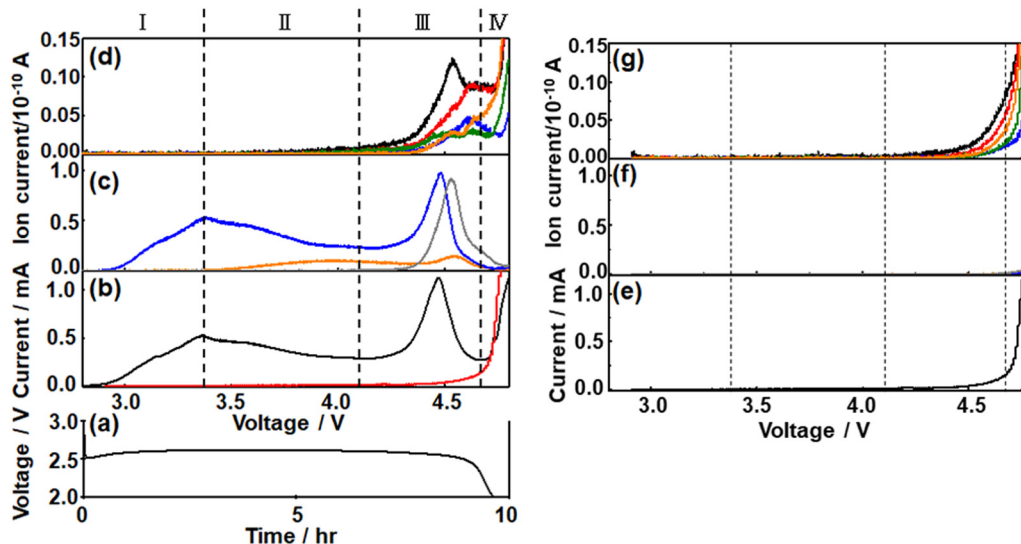 I II III IV
(d)
0.15
0.10
0.05
0.00
(c)
0.5
0.0
(b)
1.0
0.5
0.0
3.0 3.5 4.0 4.5
Voltage / V
(a)
3.0
2.5
2.0
0 5 10
Time / hr
Voltage / V Current / mA Ion current/10⁻¹⁰ A
(g)
0.15
0.10
0.05
0.00
(f)
0.5
0.0
(e)
1.0
0.5
0.0
3.0 3.5 4.0 4.5
Voltage / V
Current / mA Ion current/10⁻¹⁰ A